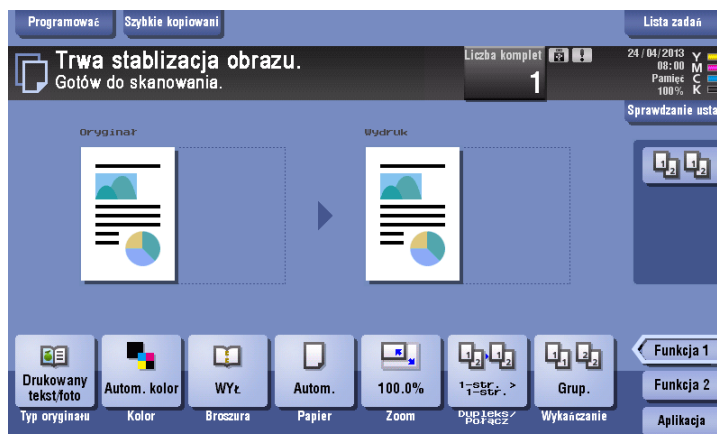 Programować
Szybkie kopiowani
Lista zadań
Trwa stablizacja obrazu.
Gotów do skanowania.
Liczba komplet
1
24/04/2013
08:00
Pamięć
100%
Y
M
C
K
Sprawdzanie usta
Oryginał
Wydruk
Drukowany
tekst/foto
Autom. kolor
WYŁ
Autom.
100.0%
1-str. >
1-str.
Grup.
Typ oryginału
Kolor
Broszura
Papier
Zoom
Dupleks/
Połącz
Wykańczanie
Funkcja 1
Funkcja 2
Aplikacja